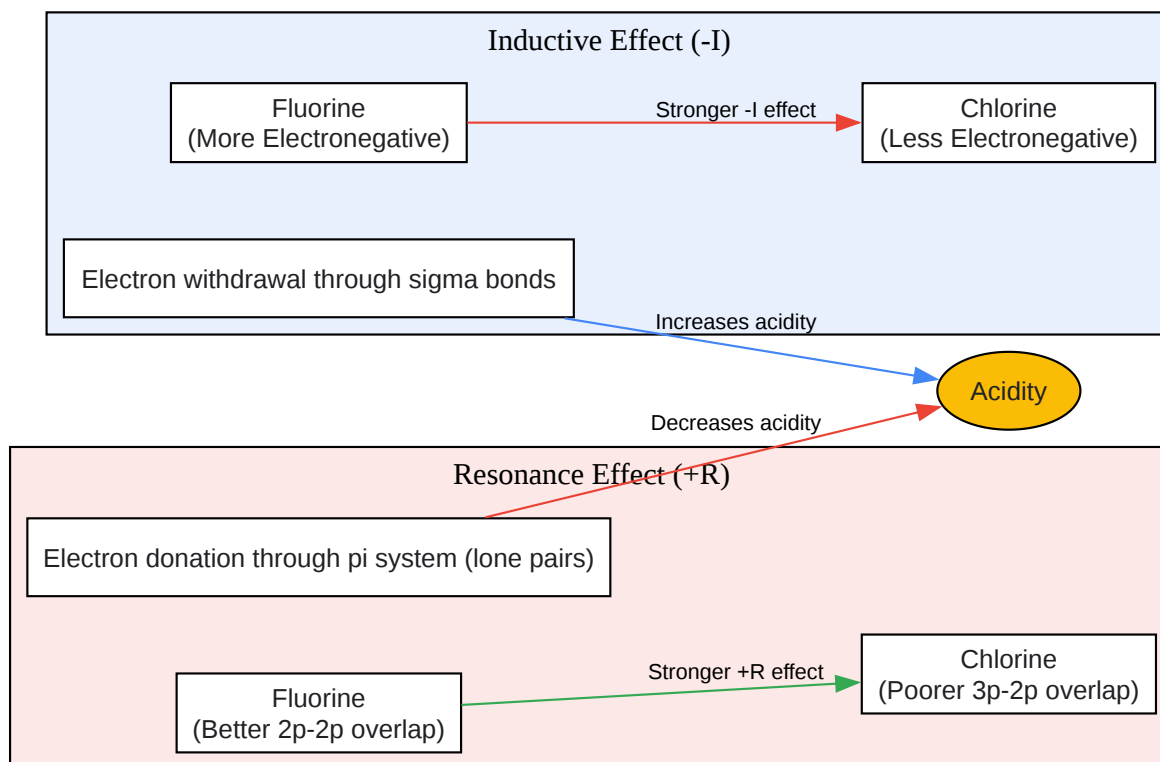 Inductive Effect (-I)
Fluorine
(More Electronegative)
Stronger -I effect
Chlorine
(Less Electronegative)
Electron withdrawal through sigma bonds
Increases acidity
Acidity
Decreases acidity
Resonance Effect (+R)
Electron donation through pi system (lone pairs)
Fluorine
(Better 2p-2p overlap)
Stronger +R effect
Chlorine
(Poorer 3p-2p overlap)